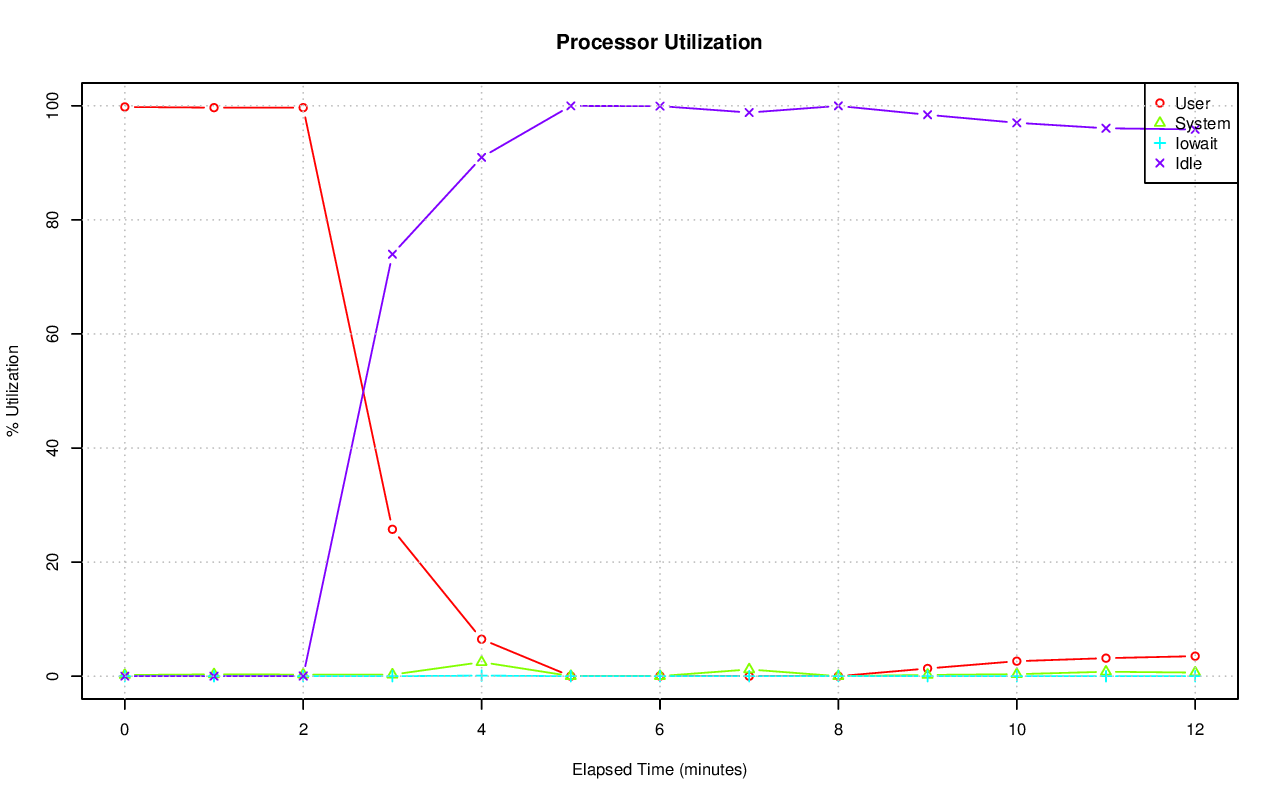 Processor Utilization
% Utilization
100
80
60
40
20
0
User
System
Iowait
Idle
0 2 4 6 8 10 12
Elapsed Time (minutes)